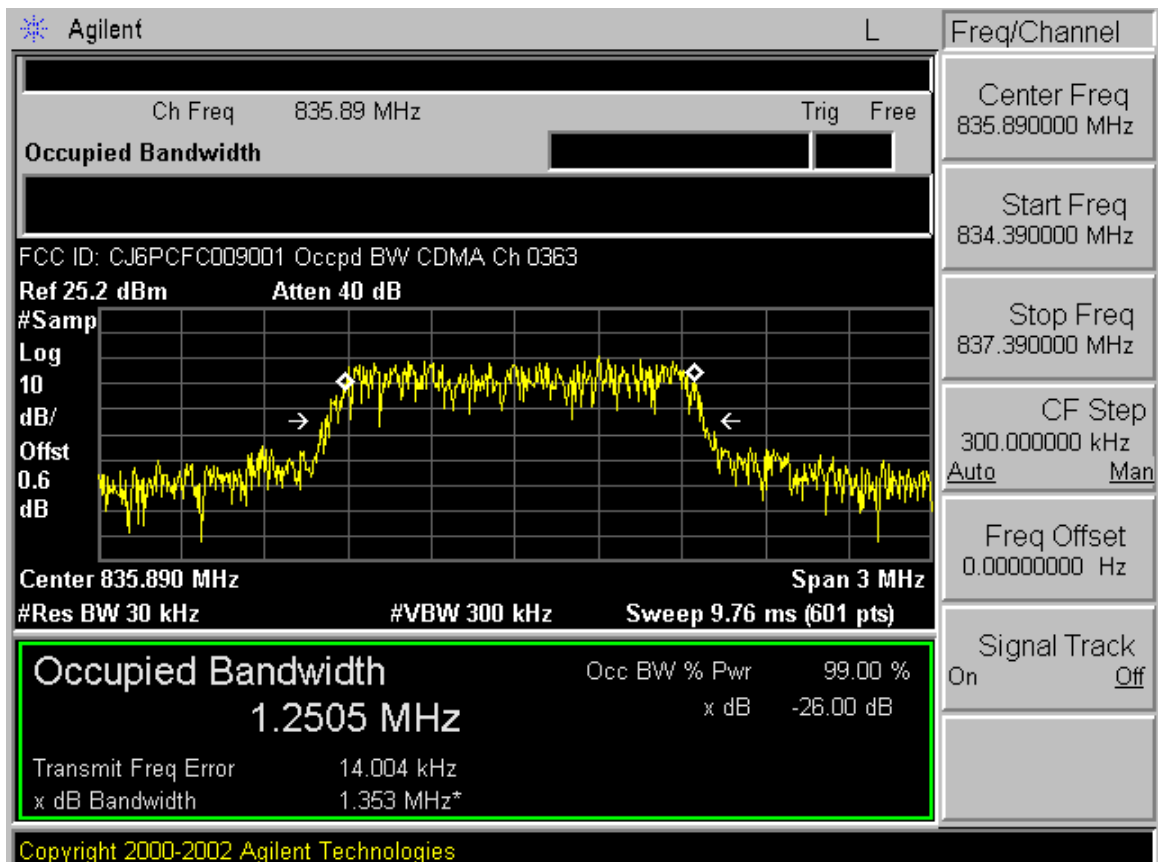 Agilent L Freq/Channel
Ch Freq 835.89 MHz Trig Free
Occupied Bandwidth
Center Freq
835.890000 MHz
Start Freq
834.390000 MHz
Stop Freq
837.390000 MHz
CF Step
300.000000 kHz
Auto Man
Freq Offset
0.00000000 Hz
Signal Track
On Off
FCC ID: CJ6PCFC009001 Occpd BW CDMA Ch 0363
Ref 25.2 dBm Atten 40 dB
#Samp
Log
10
dB/
Offst
0.6
dB
Center 835.890 MHz Span 3 MHz
#Res BW 30 kHz #VBW 300 kHz Sweep 9.76 ms (601 pts)
Occupied Bandwidth Occ BW % Pwr 99.00 %
1.2505 MHz x dB -26.00 dB
Transmit Freq Error 14.004 kHz
x dB Bandwidth 1.353 MHz*
Copyright 2000-2002 Agilent Technologies